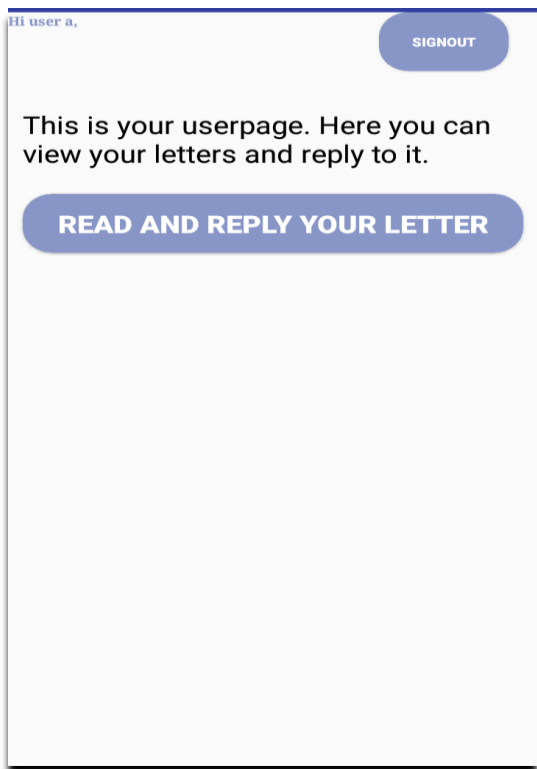 Hi user a,
SIGNOUT
This is your userpage. Here you can
view your letters and reply to it.
READ AND REPLY YOUR LETTER